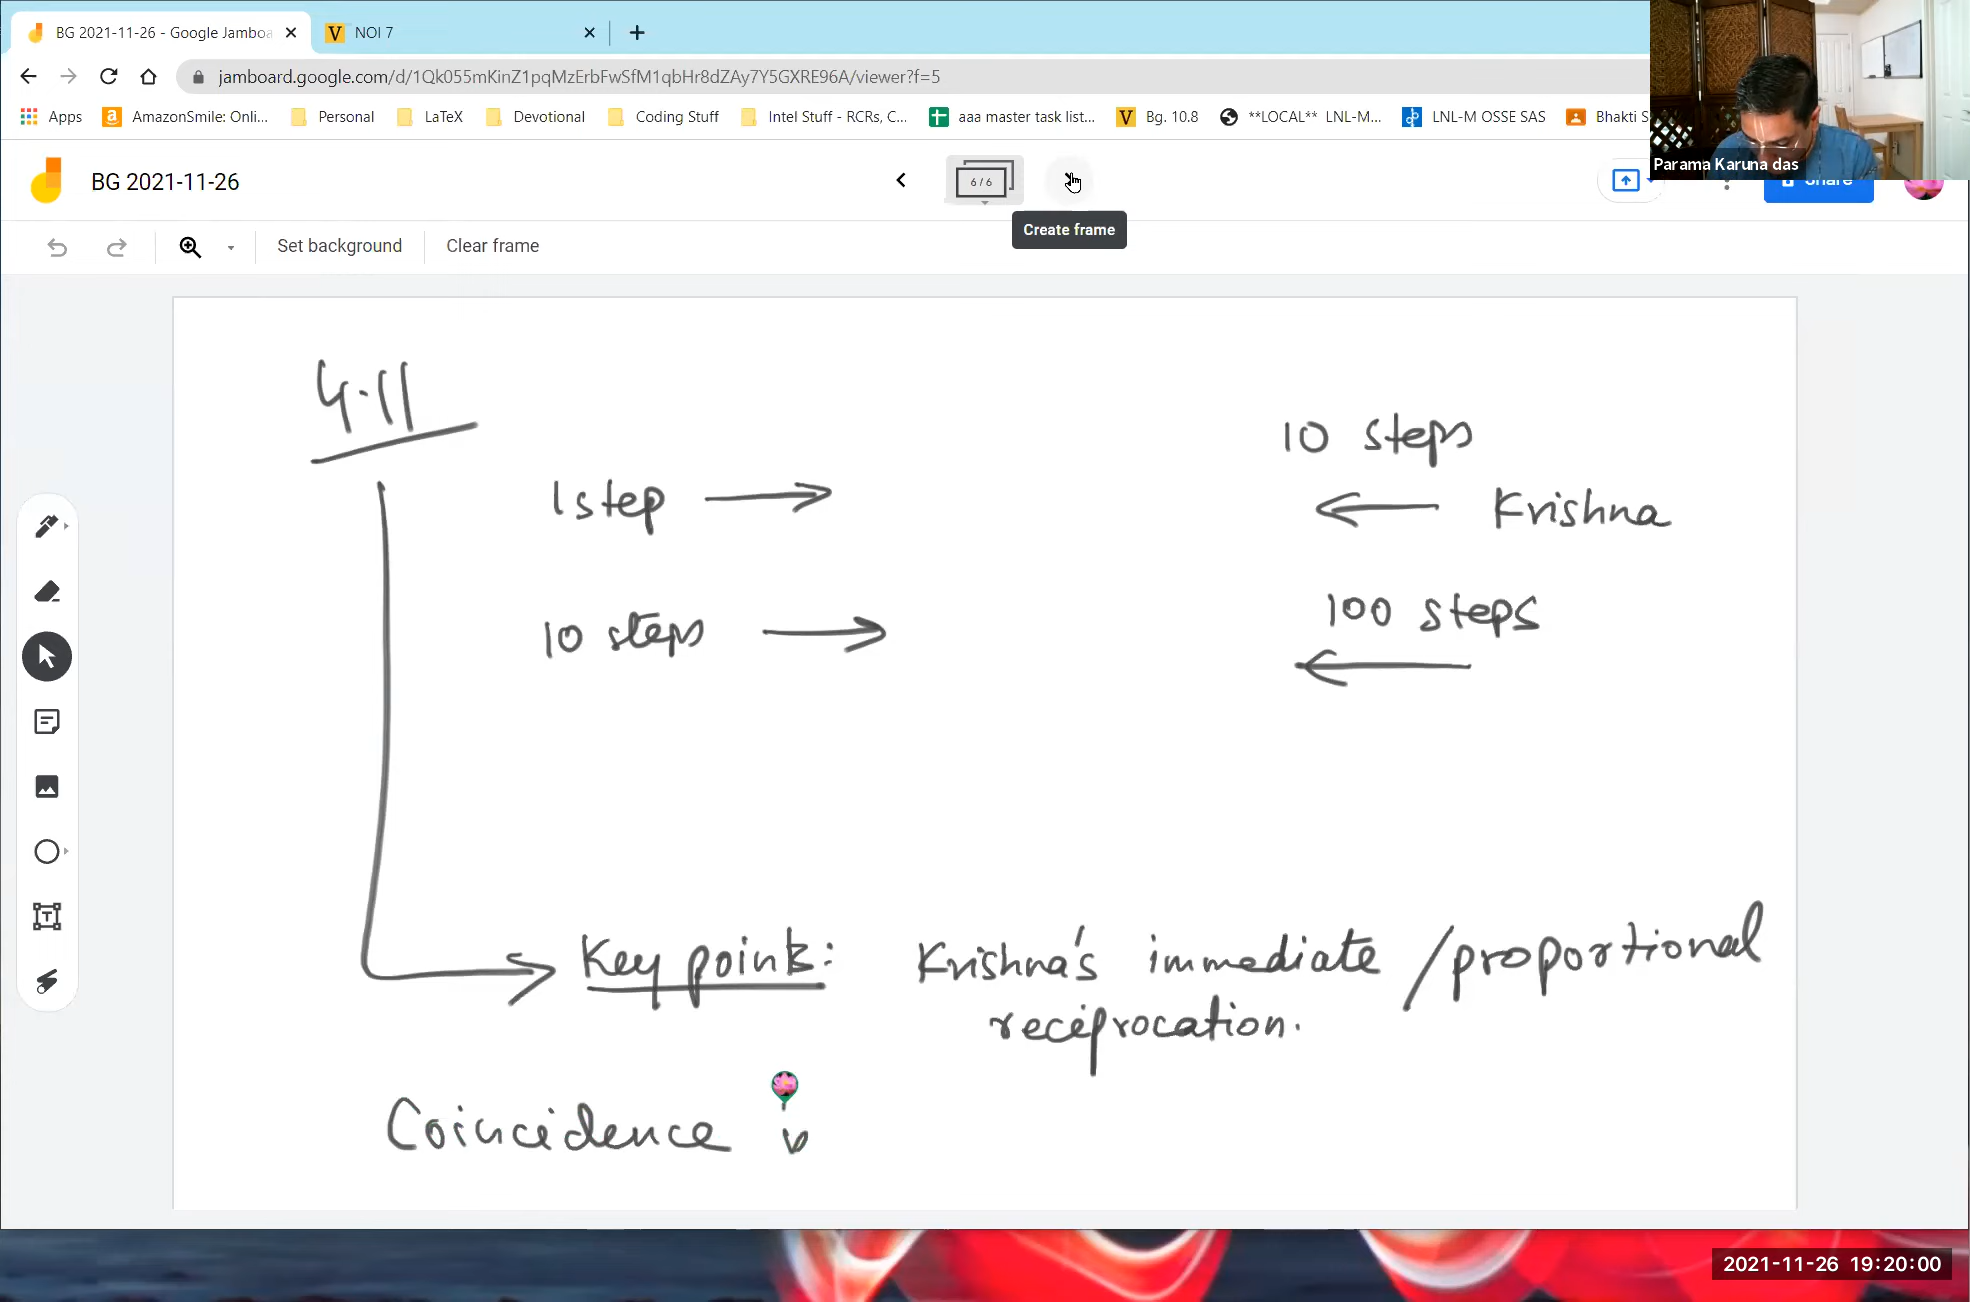 BG 2021-11-26 - Google Jamboa
NOI 7
jamboard.google.com/d/1Qk055mKinZ1pqMzErbFwSfM1qbHr8dZAy7Y5GXRE96A/viewer?f=5
Apps AmazonSmile: Onli... Personal LaTeX Devotional Coding Stuff Intel Stuff - RCRs, C... aaa master task list... Bg. 10.8 **LOCAL** LNL-M... LNL-M OSSE SAS Bhakti S
Parama Karuna das
BG 2021-11-26
6 / 6
Share
Create frame
Set background Clear frame
4.11
10 steps
1 step → ← Krishna
10 steps → 100 steps
←
Key point: Krishna's immediate / proportional
reciprocation.
Coincidence
2021-11-26 19:20:00